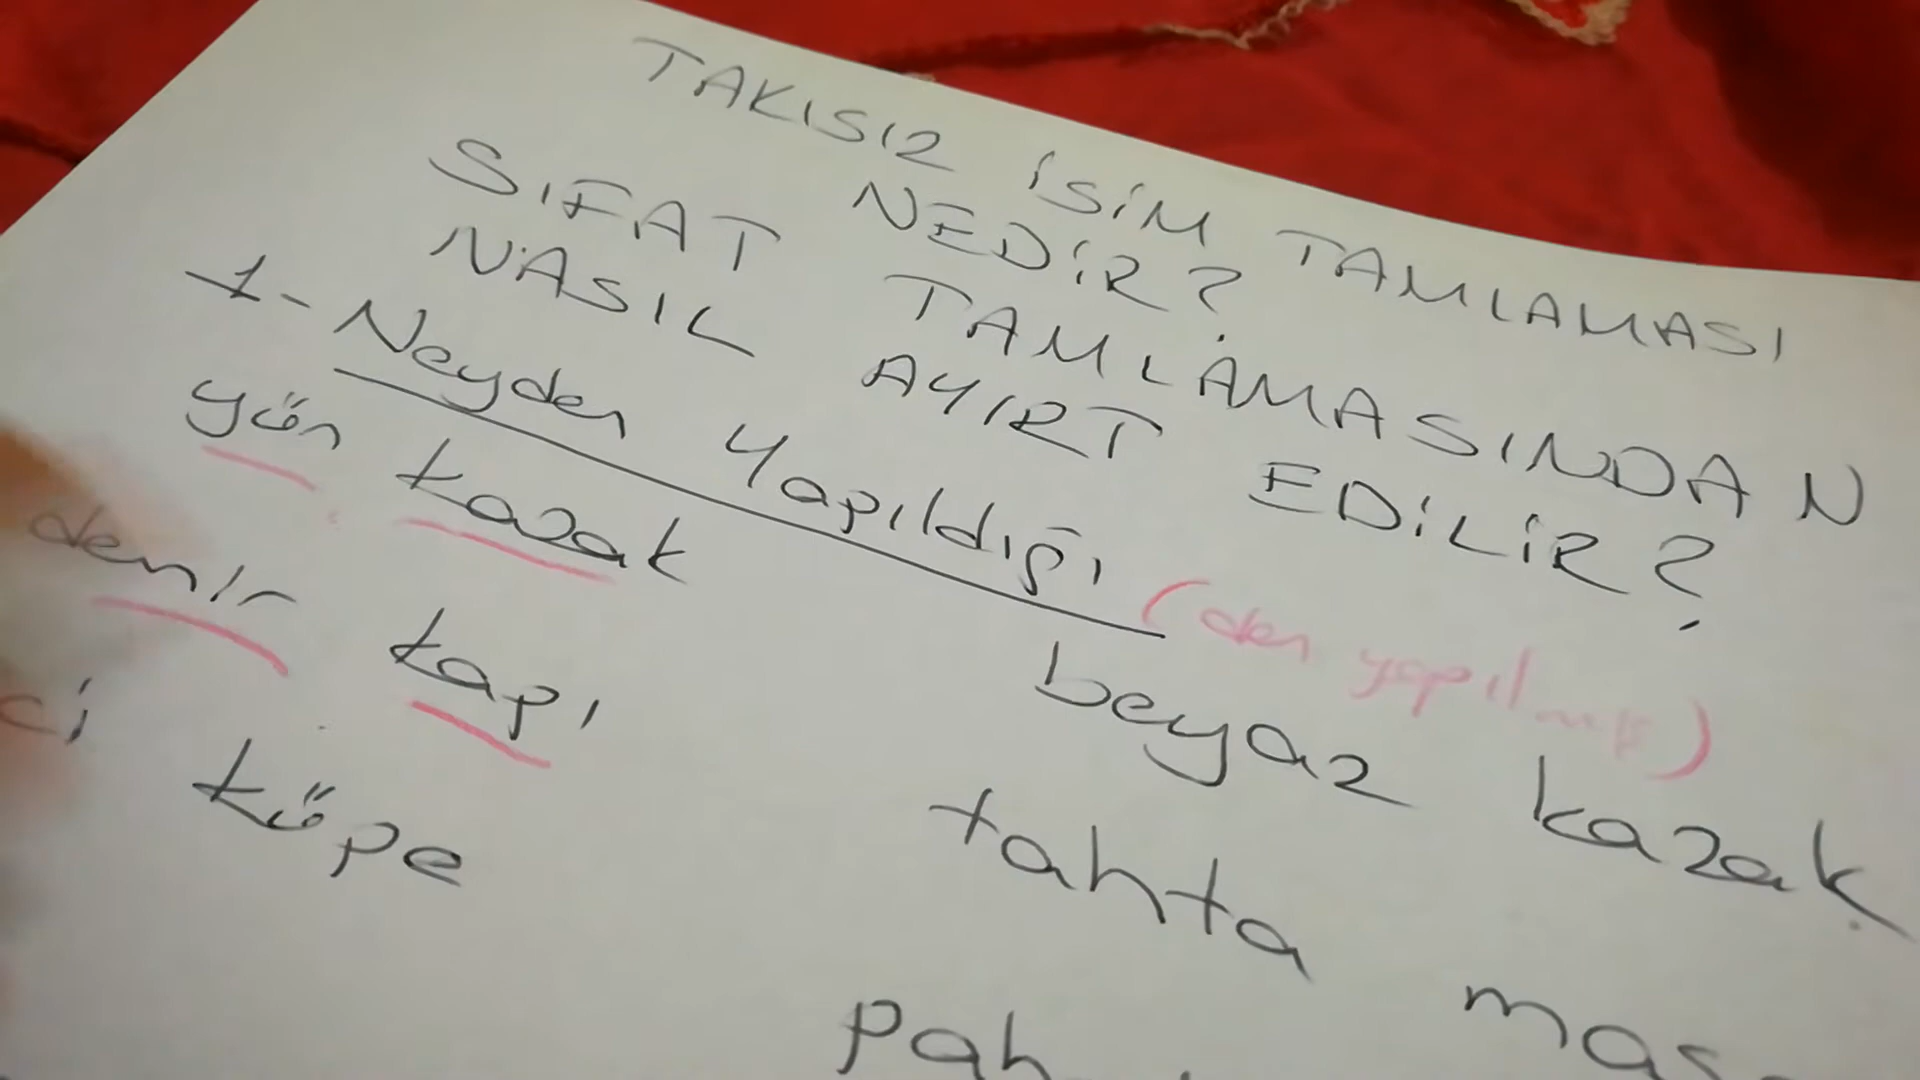 TAKISIZ İSİM TAMLAMASI
NEDİR?
SIFAT TAMLAMASINDAN
NASIL AYIRT EDİLİR?
1- Neyden Yapıldığı (den yapılmış)
yün kazak beyaz kazak
demir kapı tahta
küpe